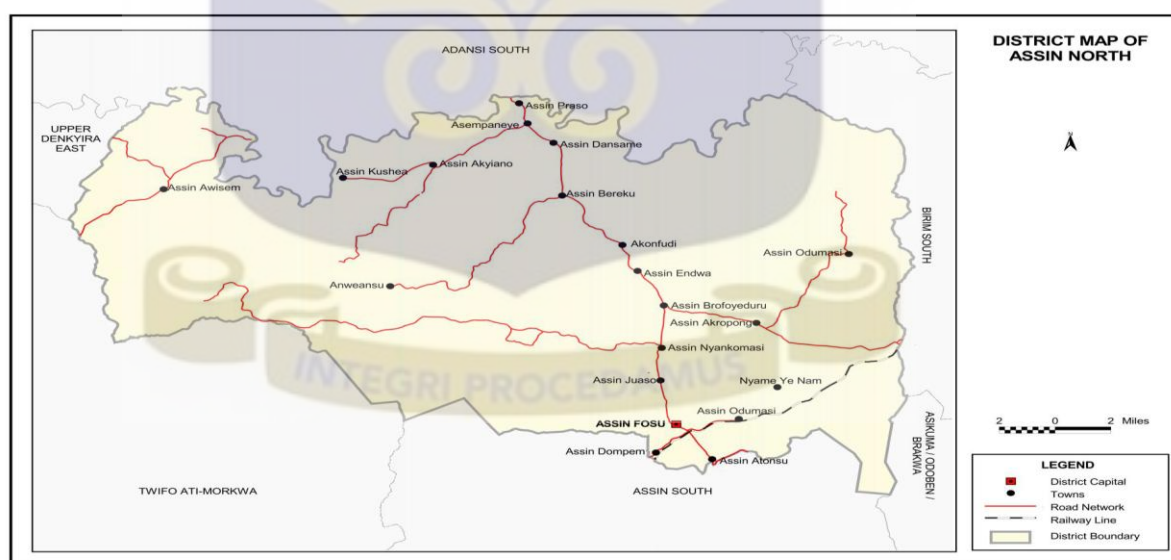 DISTRICT MAP OF
ASSIN NORTH
N
ADANSI SOUTH
UPPER
DENKYIRA
EAST
Assin Praso
Asempaneye
Assin Dansame
Assin Akyiano
Assin Kushea
Assin Awisem
Assin Bereku
BIRIM SOUTH
Akonfudi
Assin Odumasi
Assin Endwa
Anweansu
Assin Brofoyeduru
Assin Akropong
Assin Nyankomasi
INTEGRI PROCEDAMUS
Assin Juaso
Nyame Ye Nam
Assin Odumasi
ASSIN FOSU
ASIKUMA / ODOBEN /
BRAKWA
Assin Dompem
Assin Atonsu
TWIFO ATI-MORKWA
ASSIN SOUTH
2 0 2 Miles
LEGEND
District Capital
Towns
Road Network
Railway Line
District Boundary